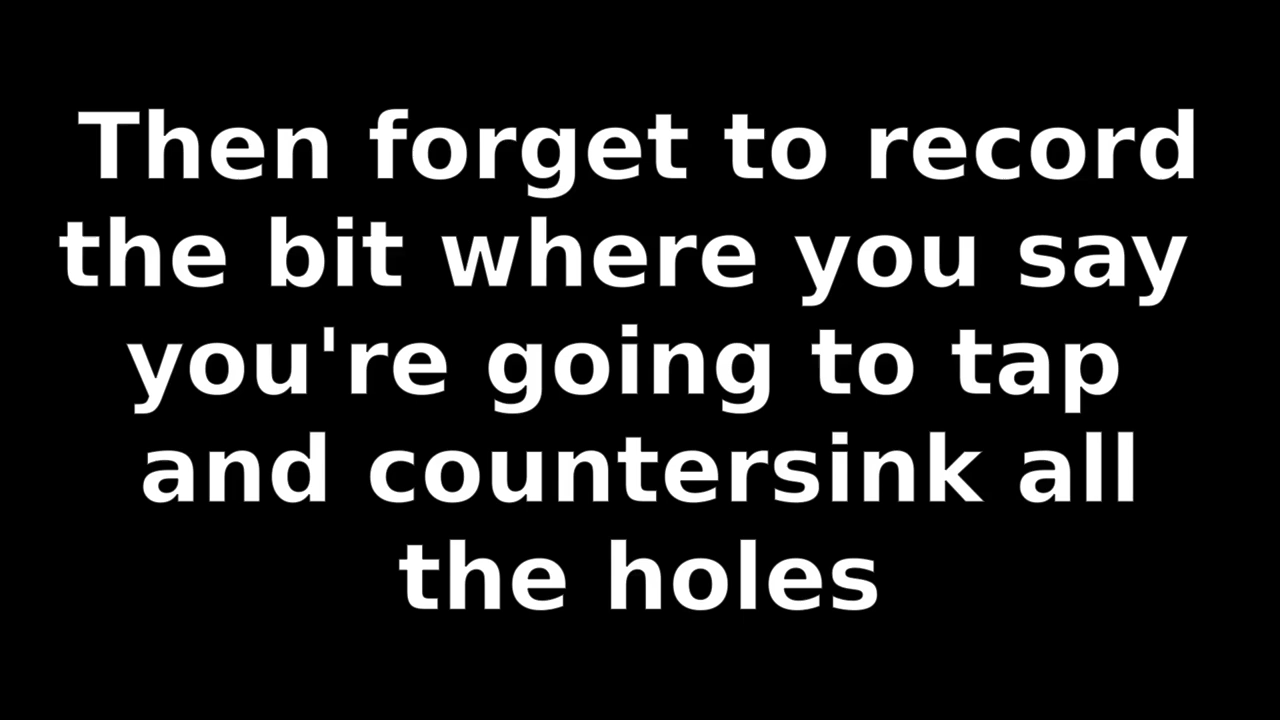 Then forget to record
the bit where you say
you're going to tap
and countersink all
the holes